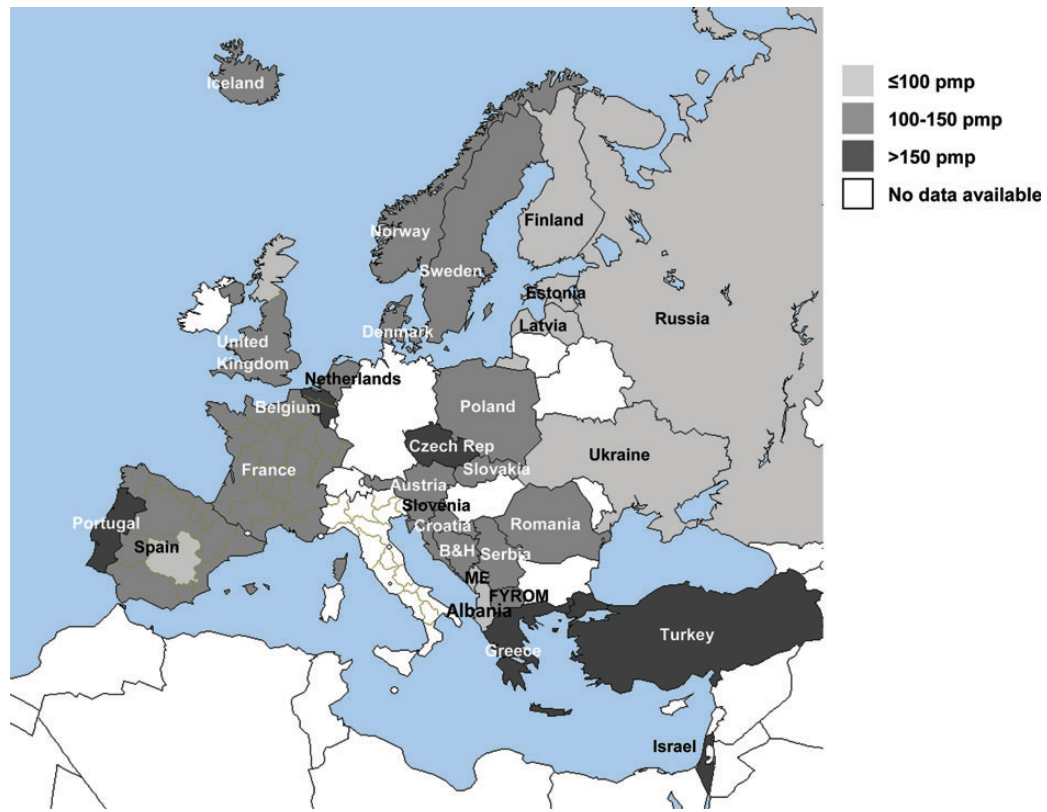 Iceland
≤100 pmp
100-150 pmp
>150 pmp
No data available
Finland
Norway
Sweden
Estonia
Latvia
Russia
Denmark
United
Kingdom
Netherlands
Belgium
Poland
Czech Rep
Ukraine
Slovakia
France
Austria
Slovenia
Croatia
Romania
Portugal
Spain
B&H
Serbia
ME
FYROM
Albania
Greece
Turkey
Israel